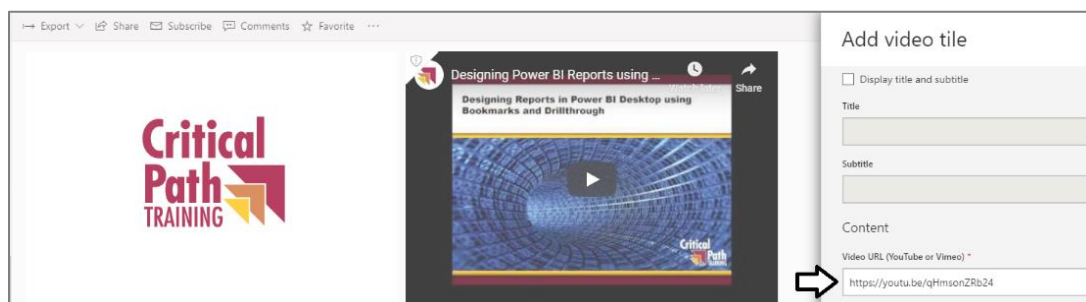 Export Share Subscribe Comments Favorite ...
Critical
Path
TRAINING
Designing Power BI Reports using ...
Share
Designing Reports in Power BI Desktop using
Bookmarks and Drillthrough
Critical
Path
TRAINING
Add video tile
Display title and subtitle
Title
Subtitle
Content
Video URL (YouTube or Vimeo) *
https://youtu.be/qHmsonZRb24